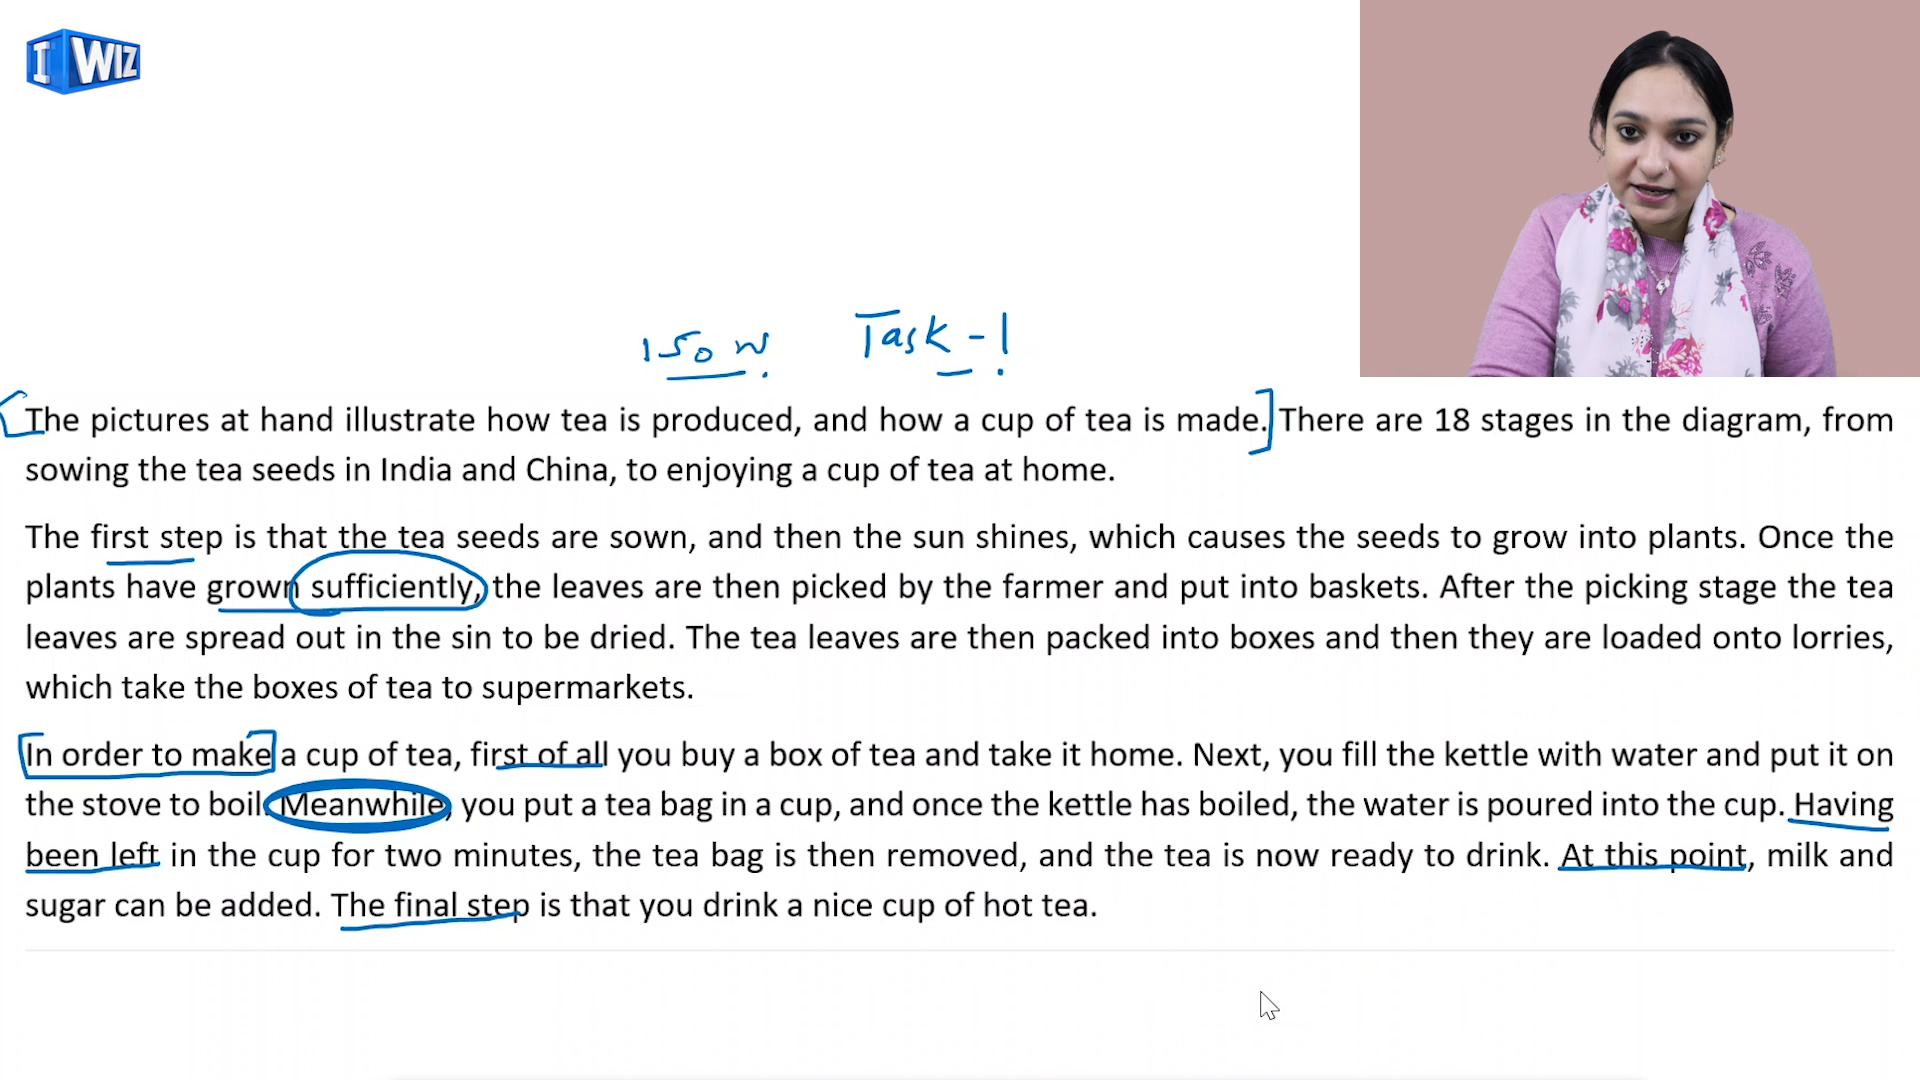 I WIZ
150 w. Task-1
The pictures at hand illustrate how tea is produced, and how a cup of tea is made. There are 18 stages in the diagram, from
sowing the tea seeds in India and China, to enjoying a cup of tea at home.
The first step is that the tea seeds are sown, and then the sun shines, which causes the seeds to grow into plants. Once the
plants have grown sufficiently, the leaves are then picked by the farmer and put into baskets. After the picking stage the tea
leaves are spread out in the sin to be dried. The tea leaves are then packed into boxes and then they are loaded onto lorries,
which take the boxes of tea to supermarkets.
In order to make a cup of tea, first of all you buy a box of tea and take it home. Next, you fill the kettle with water and put it on
the stove to boil. Meanwhile, you put a tea bag in a cup, and once the kettle has boiled, the water is poured into the cup. Having
been left in the cup for two minutes, the tea bag is then removed, and the tea is now ready to drink. At this point, milk and
sugar can be added. The final step is that you drink a nice cup of hot tea.